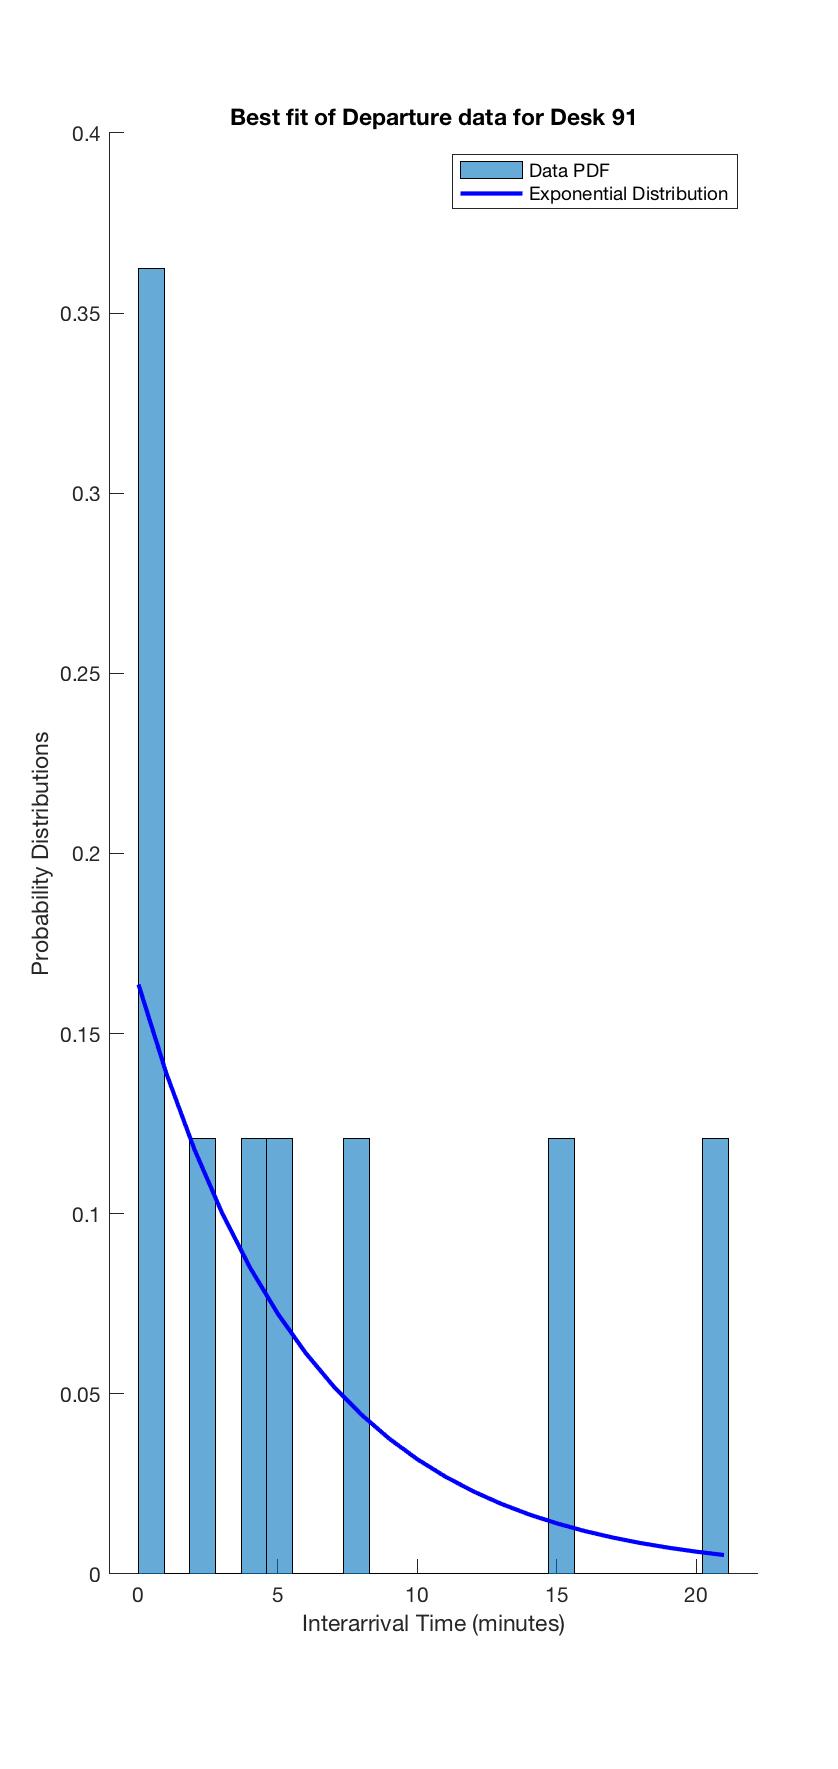 Best fit of Departure data for Desk 91
Data PDF
Exponential Distribution
0.4
0.35
0.3
0.25
0.2
0.15
0.1
0.05
0
Probability Distributions
0 5 10 15 20
Interarrival Time (minutes)